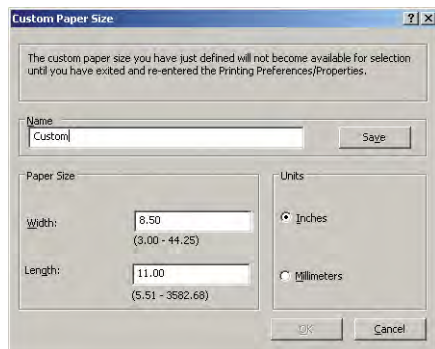 Custom Paper Size
The custom paper size you have just defined will not become available for selection
until you have exited and re-entered the Printing Preferences/Properties.
Name
Custom
Save
Paper Size
Width:
8.50
(3.00 - 44.25)
Length:
11.00
(5.51 - 3582.68)
Units
Inches
Millimeters
OK
Cancel